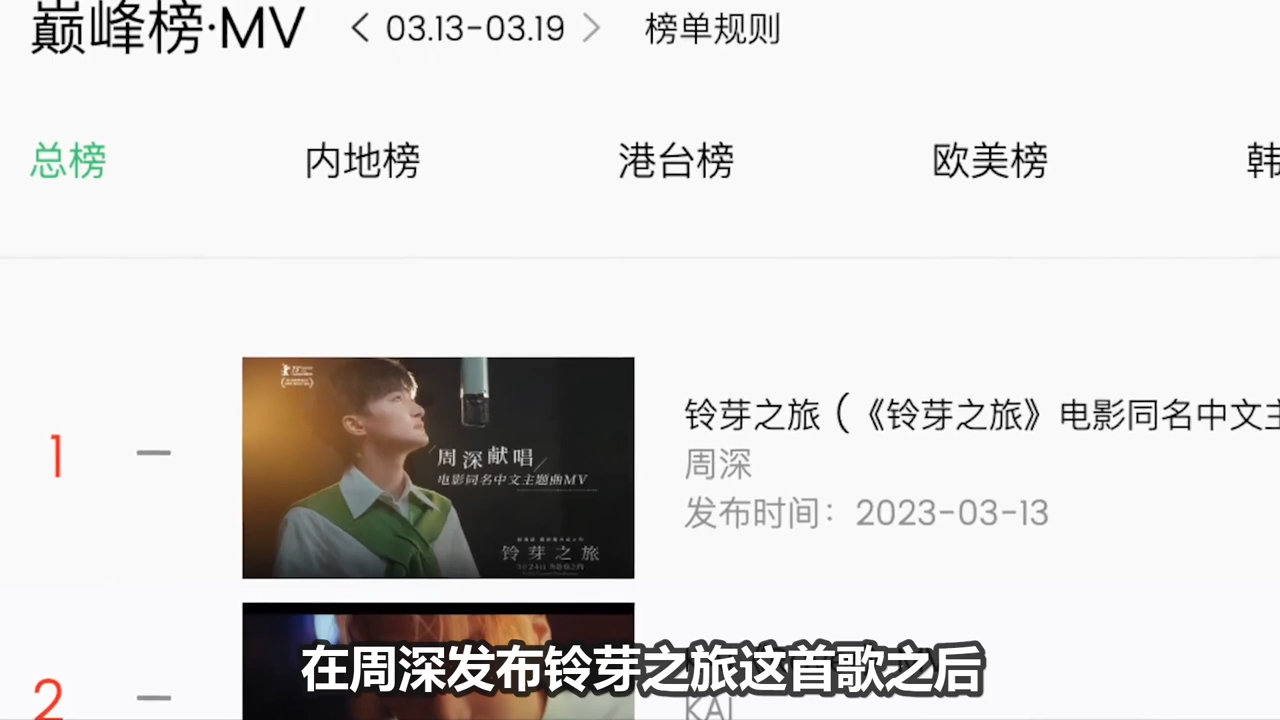 巅峰榜·MV < 03.13-03.19 > 榜单规则
总榜 内地榜 港台榜 欧美榜 韩
周深献唱
电影同名中文主题曲MV
铃芽之旅
1 — 铃芽之旅（《铃芽之旅》电影同名中文主
周深
发布时间：2023-03-13
在周深发布铃芽之旅这首歌之后
2 — KAI